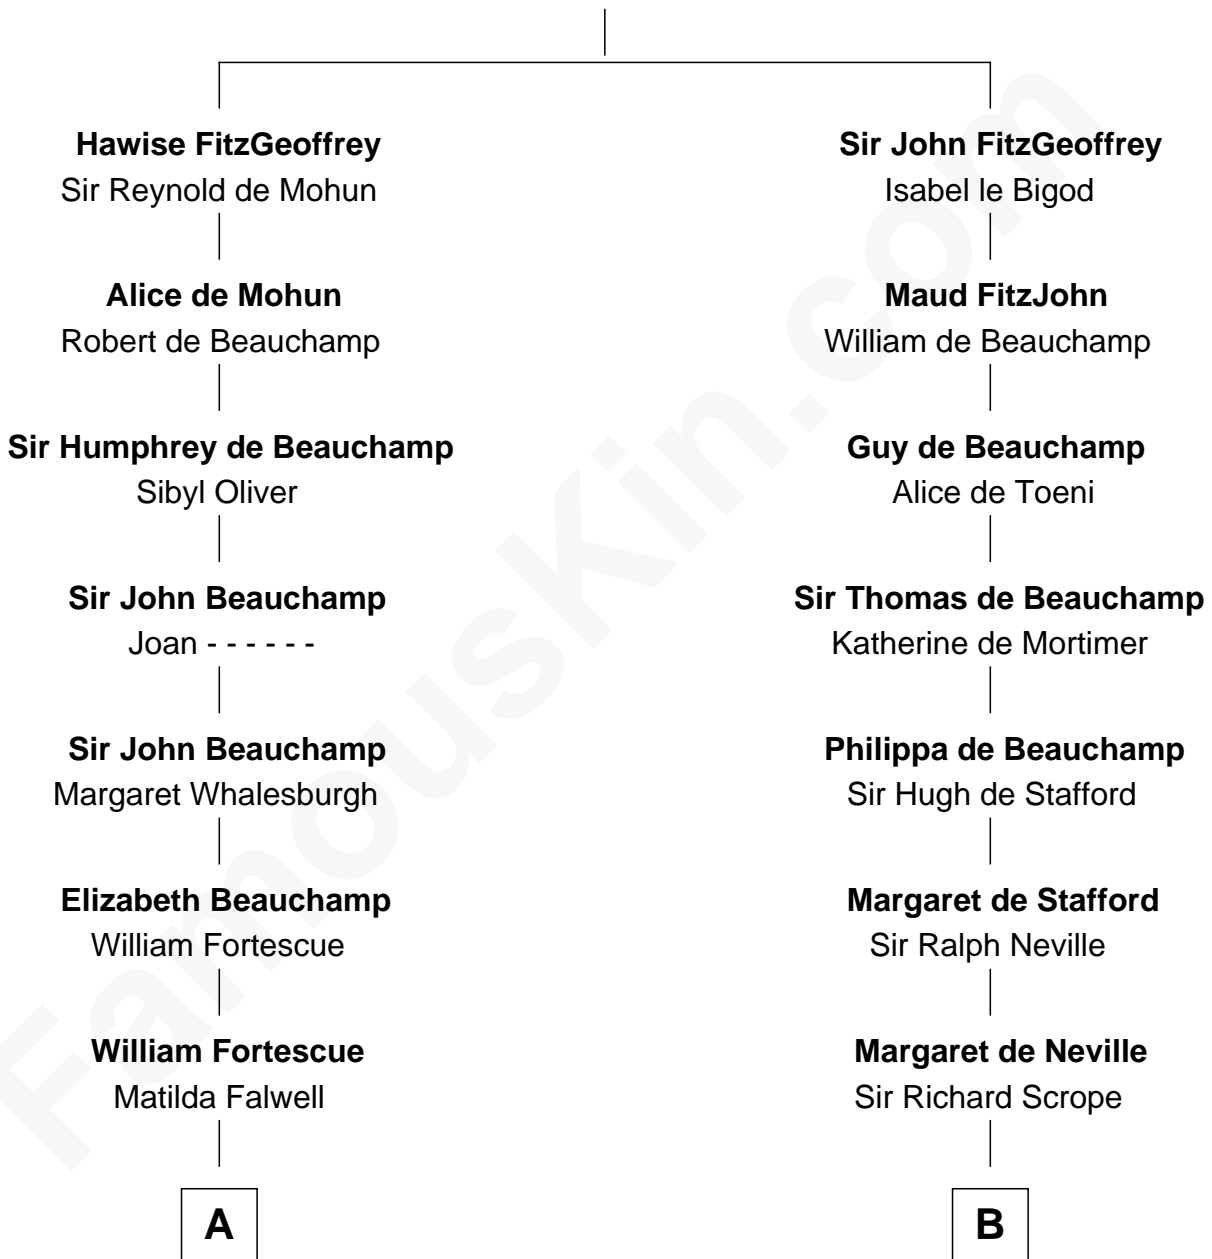 Hawise FitzGeoffrey
Sir Reynold de Mohun
Alice de Mohun
Robert de Beauchamp
Sir Humphrey de Beauchamp
Sibyl Oliver
Sir John Beauchamp
Joan - - - - - -
Sir John Beauchamp
Margaret Whalesburgh
Elizabeth Beauchamp
William Fortescue
William Fortescue
Matilda Falwell
A
Sir John FitzGeoffrey
Isabel le Bigod
Maud FitzJohn
William de Beauchamp
Guy de Beauchamp
Alice de Toeni
Sir Thomas de Beauchamp
Katherine de Mortimer
Philippa de Beauchamp
Sir Hugh de Stafford
Margaret de Stafford
Sir Ralph Neville
Margaret de Neville
Sir Richard Scrope
B
FamousKin.com